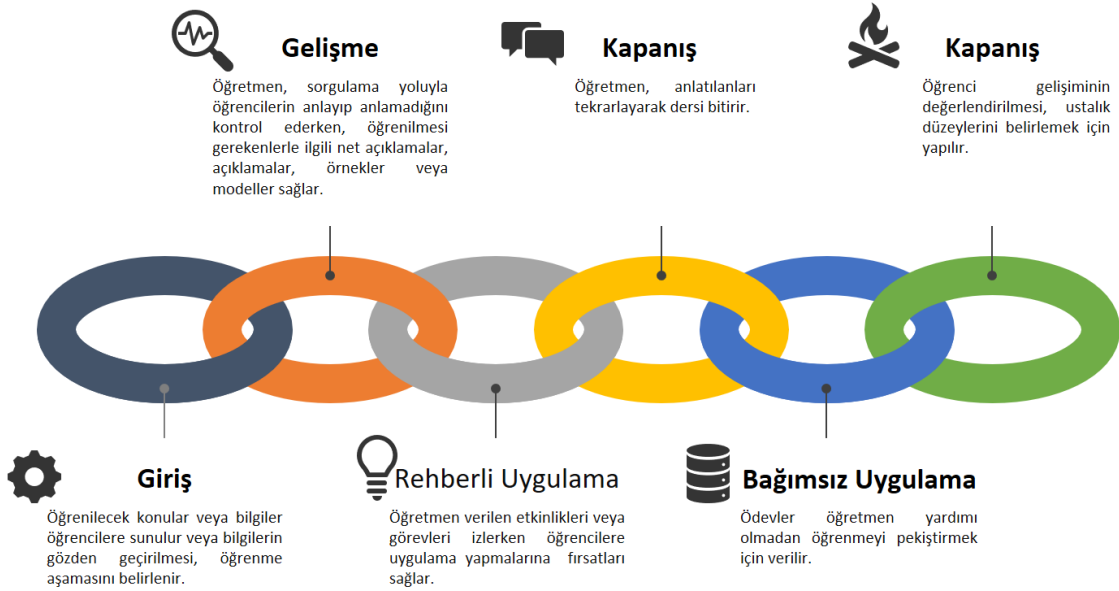 Gelişme
Öğretmen, sorgulama yoluyla
öğrencilerin anlayıp anlamadığını
kontrol ederken, öğrenilmesi
gerekenlerle ilgili net açıklamalar,
açıklamalar, örnekler veya
modeller sağlar.
Kapanış
Öğretmen, anlatılanları
tekrarlayarak dersi bitirir.
Kapanış
Öğrenci gelişiminin
değerlendirilmesi, ustalık
düzeylerini belirlemek için
yapılır.
Giriş
Öğrenilecek konular veya bilgiler
öğrencilere sunulur veya bilgilerin
gözden geçirilmesi, öğrenme
aşamasını belirlenir.
Rehberli Uygulama
Öğretmen verilen etkinlikleri veya
görevleri izlerken öğrencilere
uygulama yapmalarına fırsatları
sağlar.
Bağımsız Uygulama
Ödevler öğretmen yardımı
olmadan öğrenmeyi pekiştirmek
için verilir.